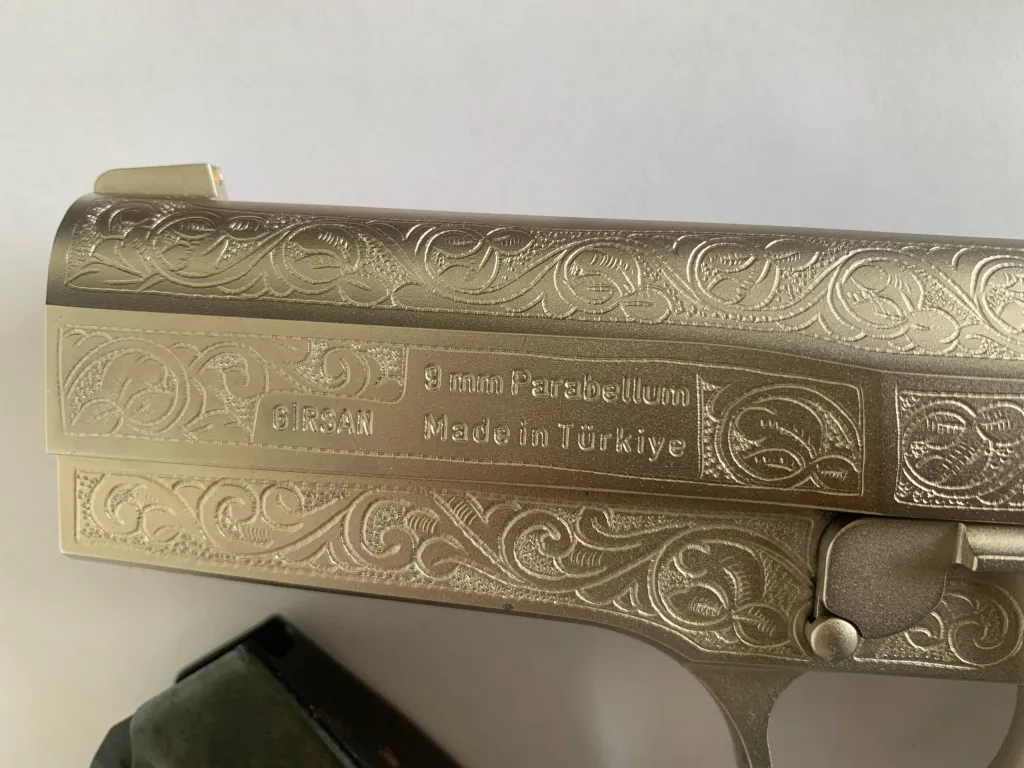 9 mm Parabellum
GİRSAN
Made in Türkiye